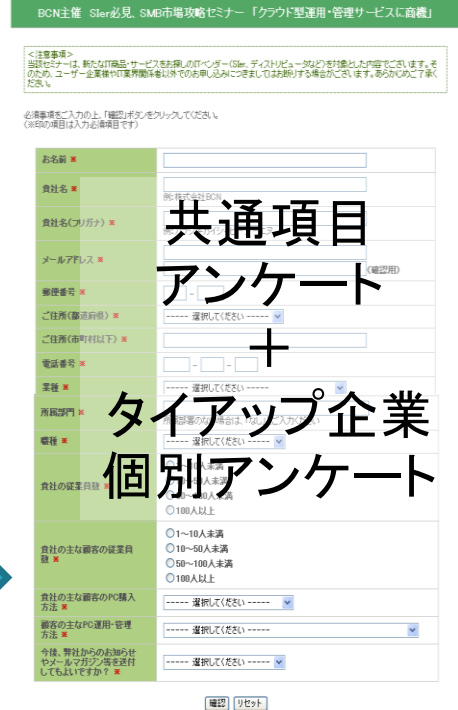 BCN主催 SIer必見、SMB市場攻略セミナー 「クラウド型運用・管理サービスに商機」
＜注意事項＞
当該セミナーは、新たなIT商品・サービスをお探しのITベンダー(SIer、ディストリビュータなど)を対象とした内容でございます。そ
のため、ユーザー企業様やIT業界関係者以外でのお申し込みにつきましてはお断りする場合がございます。あらかじめご了承く
ださい。
必須事項をご入力の上、「確認」ボタンをクリックしてください。
(※印の項目は入力必須項目です)
お名前 ※
貴社名 ※
例:株式会社BCN
貴社名(フリガナ) ※
共通項目
メールアドレス ※
(確認用)
アンケート
郵便番号 ※
-
ご住所(都道府県) ※
----- 選択してください -----
ご住所(市町村以下) ※
＋
電話番号 ※
- -
業種 ※
----- 選択してください -----
所属部門 ※
タイアップ企業
職種 ※
----- 選択してください -----
貴社の従業員数 ※
個別アンケート
100人以上
貴社の主な顧客の従業員
数 ※
1～10人未満
10～50人未満
50～100人未満
100人以上
貴社の主な顧客のPC購入
方法 ※
----- 選択してください -----
顧客の主なPC運用・管理
方法 ※
----- 選択してください -----
今後、弊社からのお知らせ
やメールマガジン等を送付
してもよいですか？ ※
----- 選択してください -----
確認 リセット